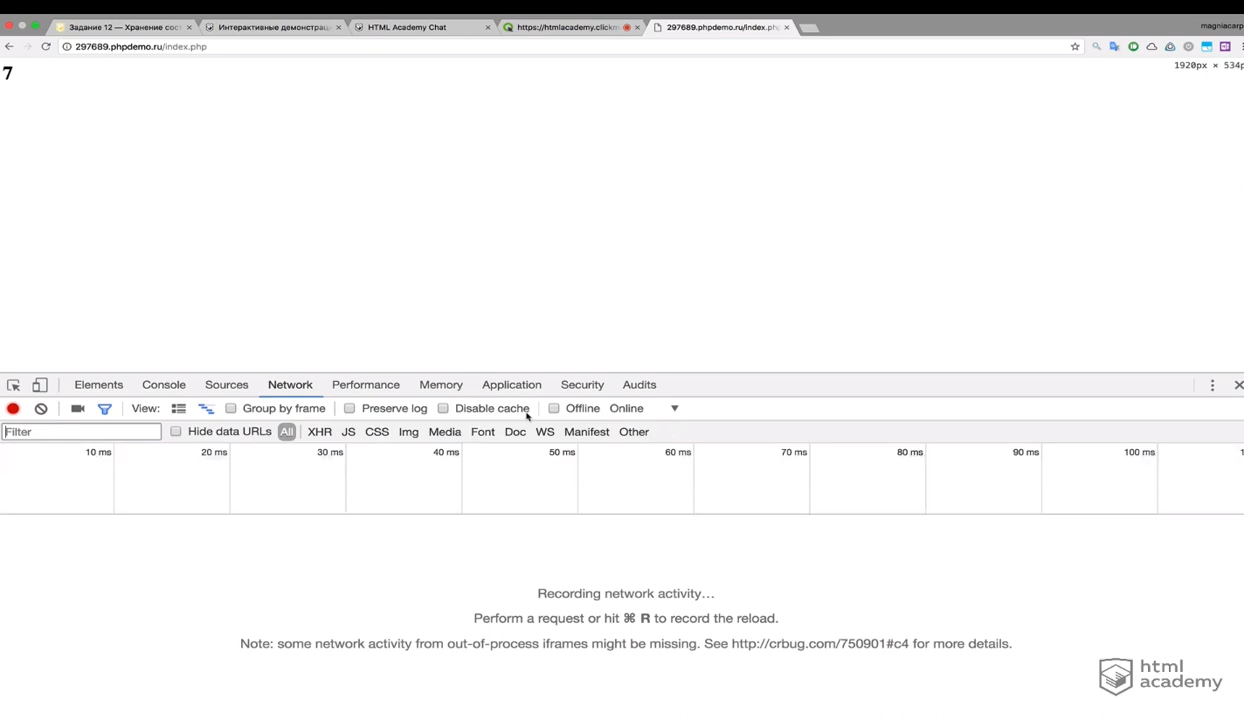 Задание 12 — Хранение сост
Интерактивные демонстрац
HTML Academy Chat
https://htmlacademy.clickm
297689.phpdemo.ru/index.ph
magniacarp
297689.phpdemo.ru/index.php
1920px × 534p
7
Elements Console Sources Network Performance Memory Application Security Audits
View: Group by frame Preserve log Disable cache Offline Online
Filter Hide data URLs All XHR JS CSS Img Media Font Doc WS Manifest Other
10 ms 20 ms 30 ms 40 ms 50 ms 60 ms 70 ms 80 ms 90 ms 100 ms 1
Recording network activity…
Perform a request or hit ⌘ R to record the reload.
Note: some network activity from out-of-process iframes might be missing. See http://crbug.com/750901#c4 for more details.
html
academy